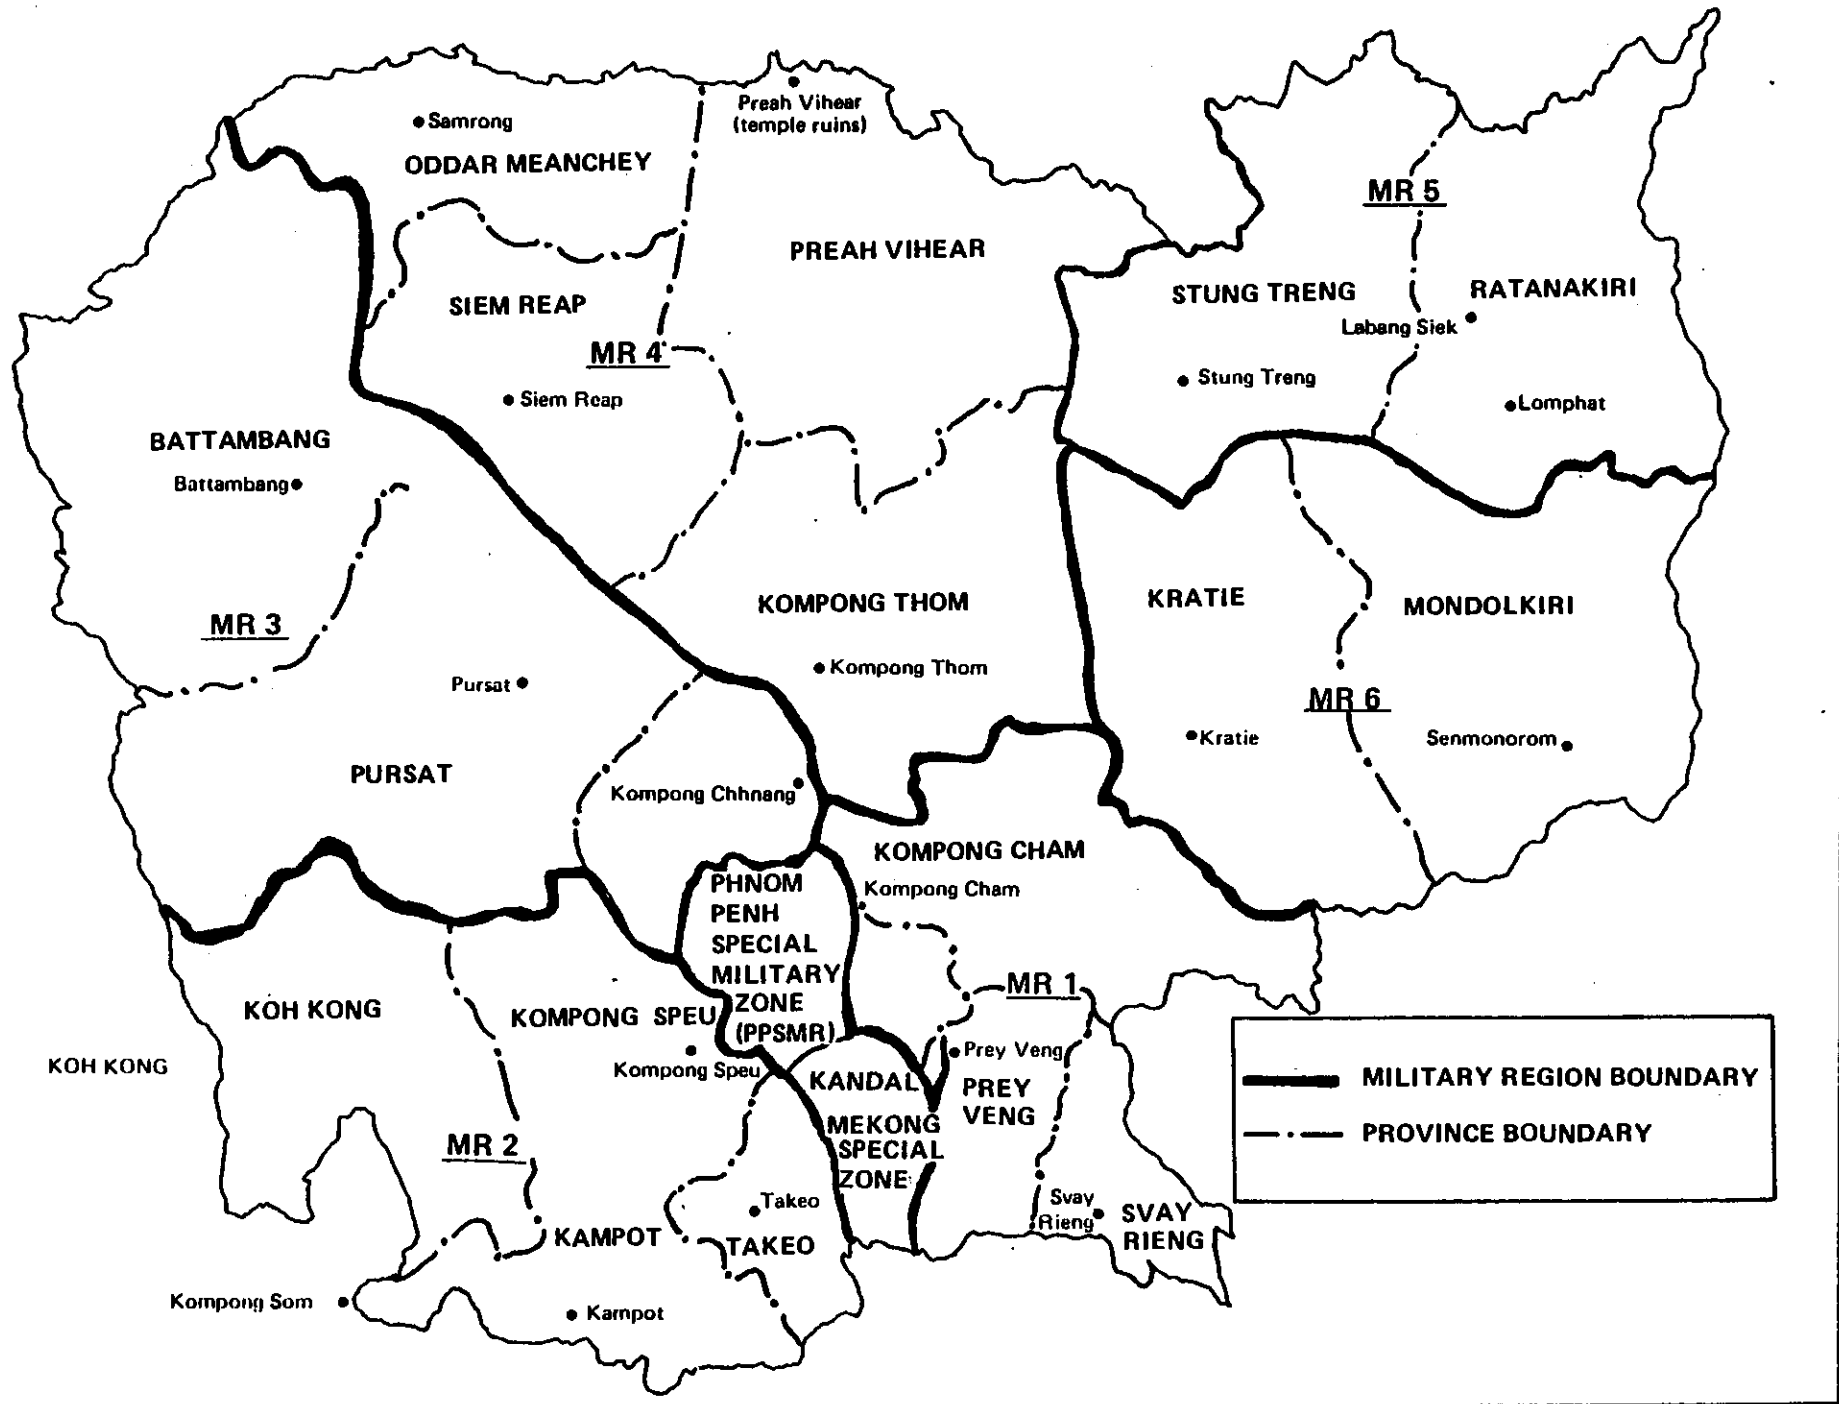 Preah Vihear
(temple ruins)
Samrong
ODDAR MEANCHEY
MR 5
PREAH VIHEAR
STUNG TRENG
RATANAKIRI
SIEM REAP
Labang Siek
MR 4
Stung Treng
Siem Reap
Lomphat
BATTAMBANG
Battambang
KOMPONG THOM
KRATIE
MONDOLKIRI
MR 3
Kompong Thom
Pursat
MR 6
Kratie
Senmonorom
PURSAT
Kompong Chhnang
KOMPONG CHAM
Kompong Cham
PHNOM
PENH
SPECIAL
MILITARY
ZONE
(PPSMR)
MR 1
KOH KONG
KOMPONG SPEU
Kompong Speu
KOH KONG
Prey Veng
KANDAL
PREY
VENG
MEKONG
SPECIAL
ZONE
MILITARY REGION BOUNDARY
PROVINCE BOUNDARY
MR 2
Takeo
Svay
Rieng
SVAY
RIENG
KAMPOT
TAKEO
Kompong Som
Kampot